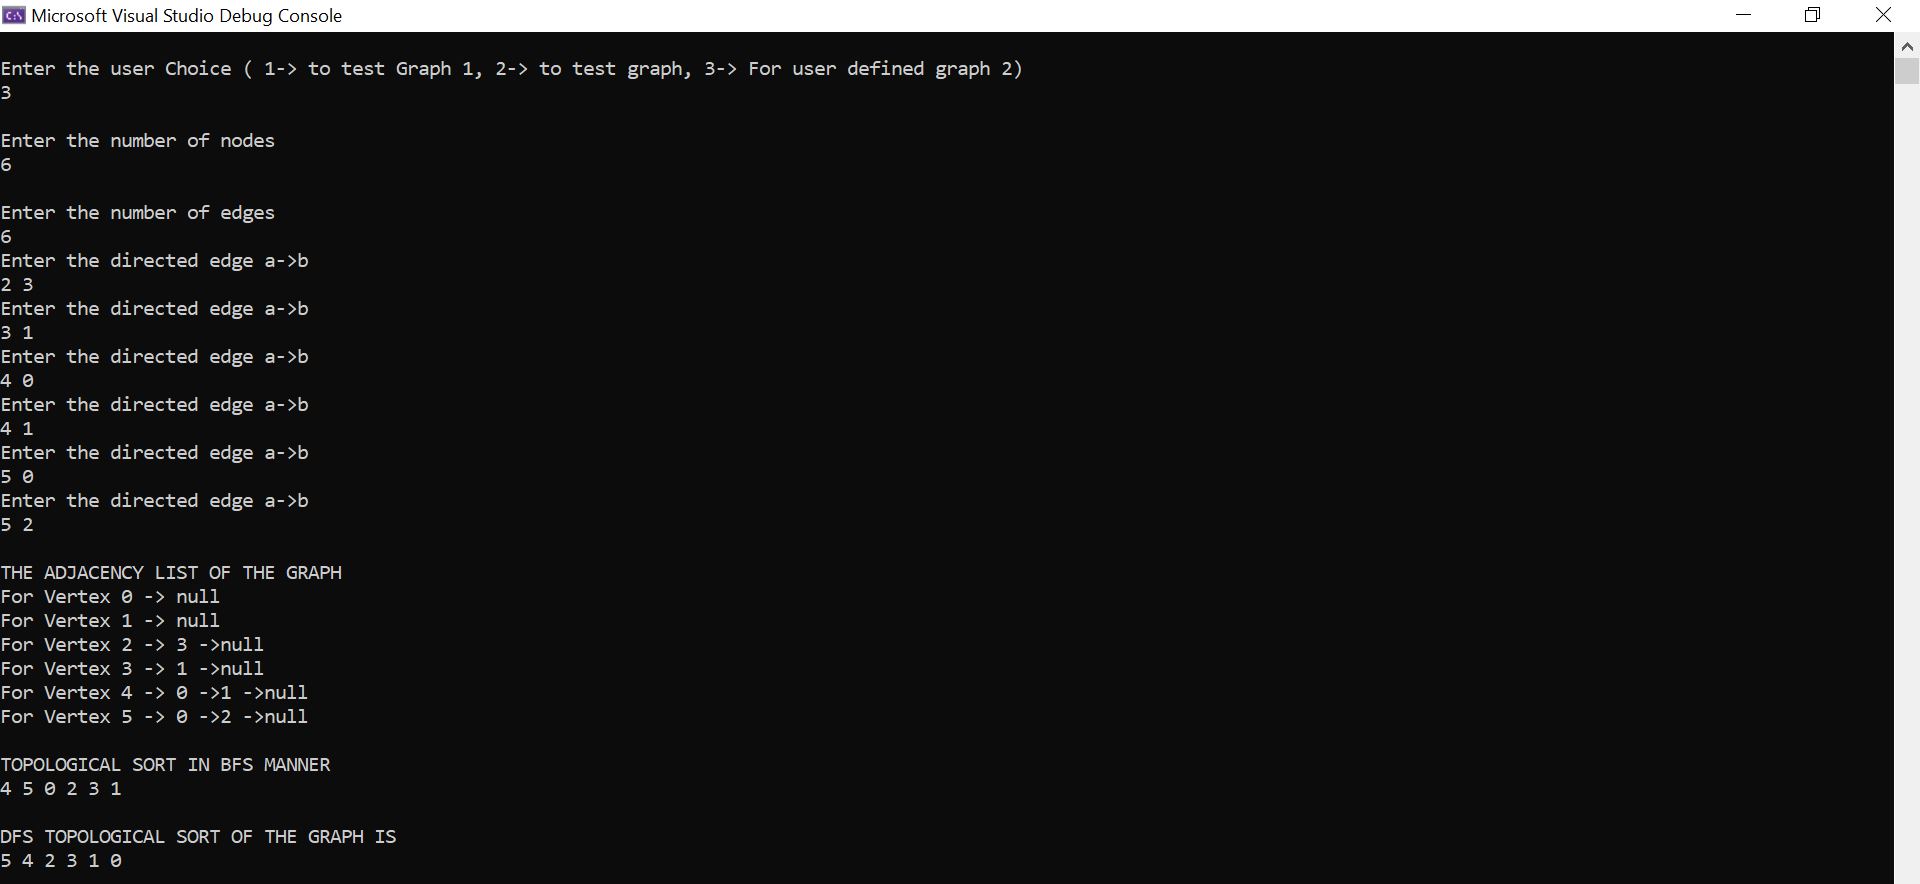 Microsoft Visual Studio Debug Console
Enter the user Choice ( 1-> to test Graph 1, 2-> to test graph, 3-> For user defined graph 2)
3
Enter the number of nodes
6
Enter the number of edges
6
Enter the directed edge a->b
2 3
Enter the directed edge a->b
3 1
Enter the directed edge a->b
4 0
Enter the directed edge a->b
4 1
Enter the directed edge a->b
5 0
Enter the directed edge a->b
5 2
THE ADJACENCY LIST OF THE GRAPH
For Vertex 0 -> null
For Vertex 1 -> null
For Vertex 2 -> 3 ->null
For Vertex 3 -> 1 ->null
For Vertex 4 -> 0 ->1 ->null
For Vertex 5 -> 0 ->2 ->null
TOPOLOGICAL SORT IN BFS MANNER
4 5 0 2 3 1
DFS TOPOLOGICAL SORT OF THE GRAPH IS
5 4 2 3 1 0